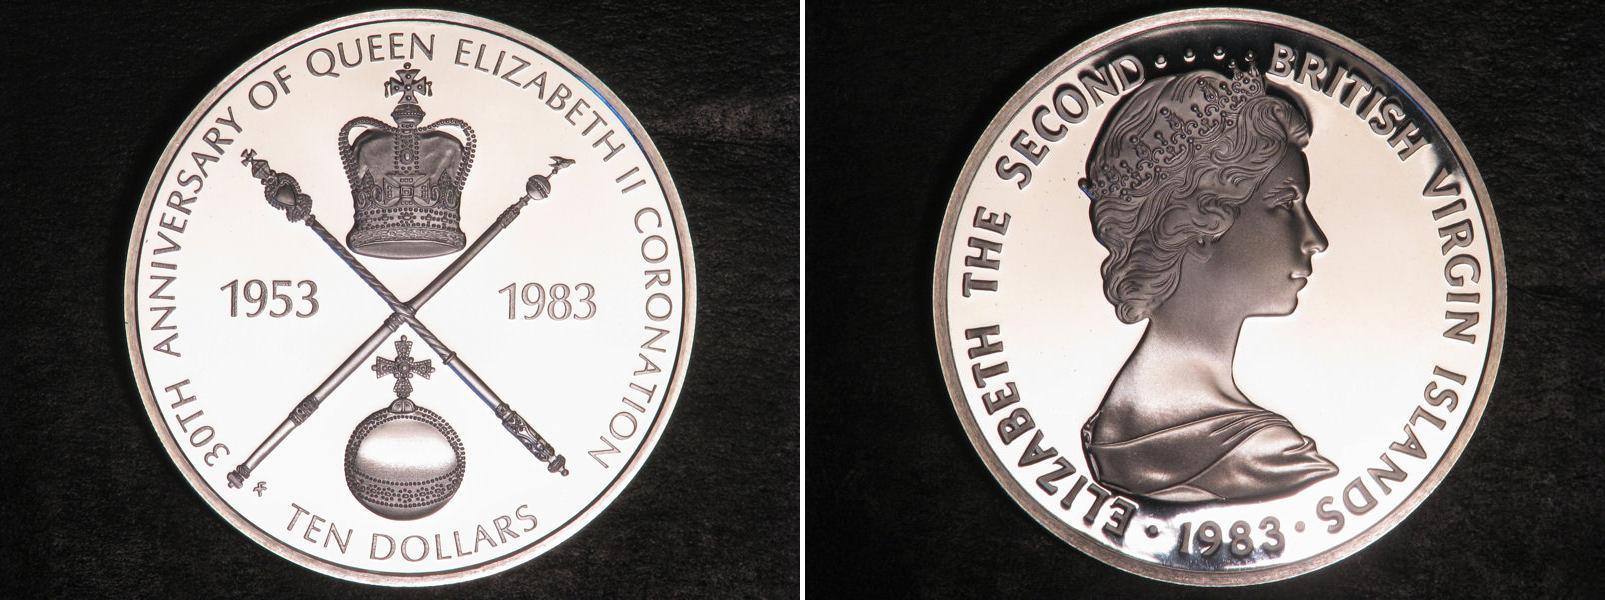 30TH ANNIVERSARY OF QUEEN ELIZABETH II CORONATION
1953
1983
TEN DOLLARS
ELIZABETH THE SECOND .... BRITISH VIRGIN ISLANDS
· 1983 ·